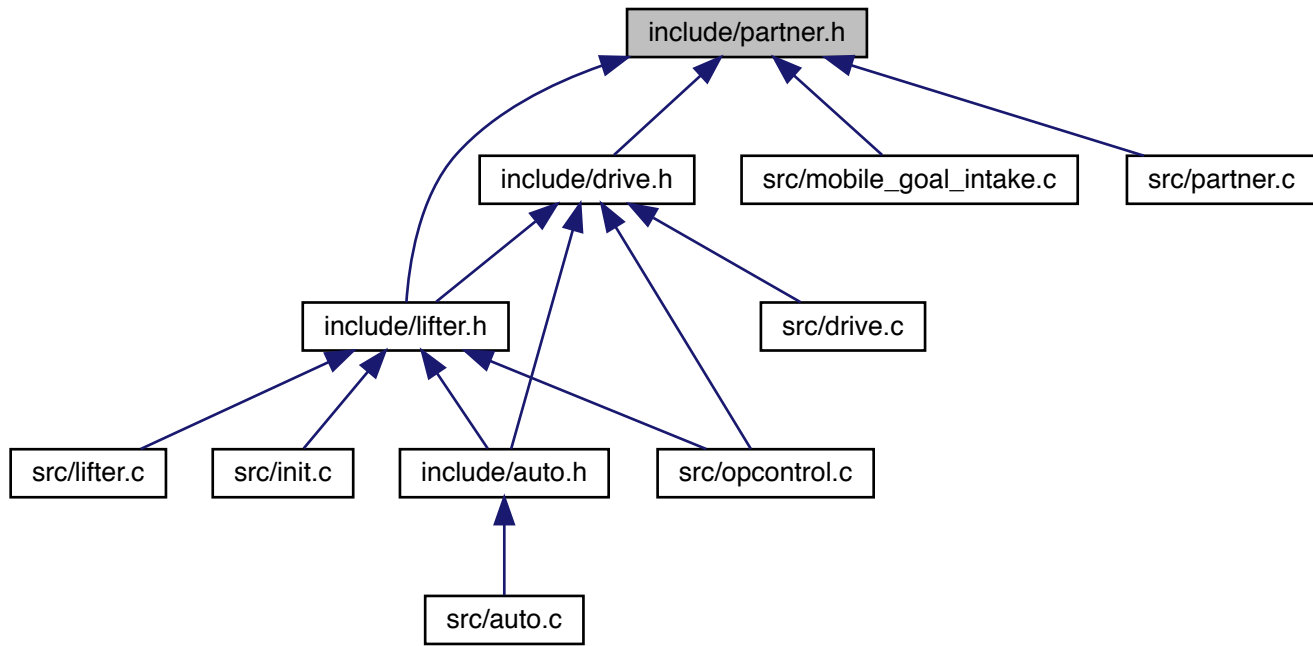 include/partner.h
include/drive.h
src/mobile_goal_intake.c
src/partner.c
include/lifter.h
src/drive.c
src/lifter.c
src/init.c
include/auto.h
src/opcontrol.c
src/auto.c